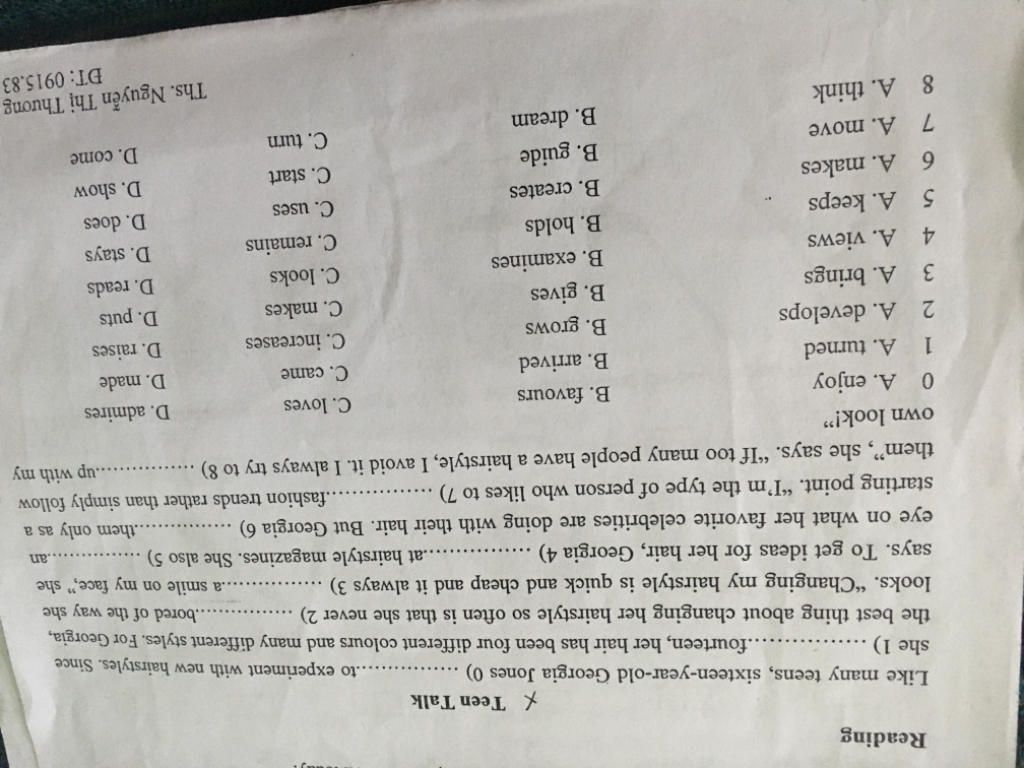 Reading
Teen Talk
Like many teens, sixteen-year-old Georgia Jones 0) ................to experiment with new hairstyles. Since
she 1) ..................fourteen, her hair has been four different colours and many different styles. For Georgia,
the best thing about changing her hairstyle so often is that she never 2) ................bored of the way she
looks. “Changing my hairstyle is quick and cheap and it always 3) ................a smile on my face,” she
says. To get ideas for her hair, Georgia 4) ................at hairstyle magazines. She also 5) ................an
eye on what her favorite celebrities are doing with their hair. But Georgia 6) ................them only as a
starting point. “I’m the type of person who likes to 7) ................fashion trends rather than simply follow
them”, she says. “If too many people have a hairstyle, I avoid it. I always try to 8) ................up with my
own look!”
0 A. enjoy B. favours C. loves D. admires
1 A. turned B. arrived C. came D. made
2 A. develops B. grows C. increases D. raises
3 A. brings B. gives C. makes D. puts
4 A. views B. examines C. looks D. reads
5 A. keeps B. holds C. remains D. stays
6 A. makes B. creates C. uses D. does
7 A. move B. guide C. start D. show
8 A. think B. dream C. turn D. come
Ths. Nguyễn Thị Thương
ĐT: 0915.83